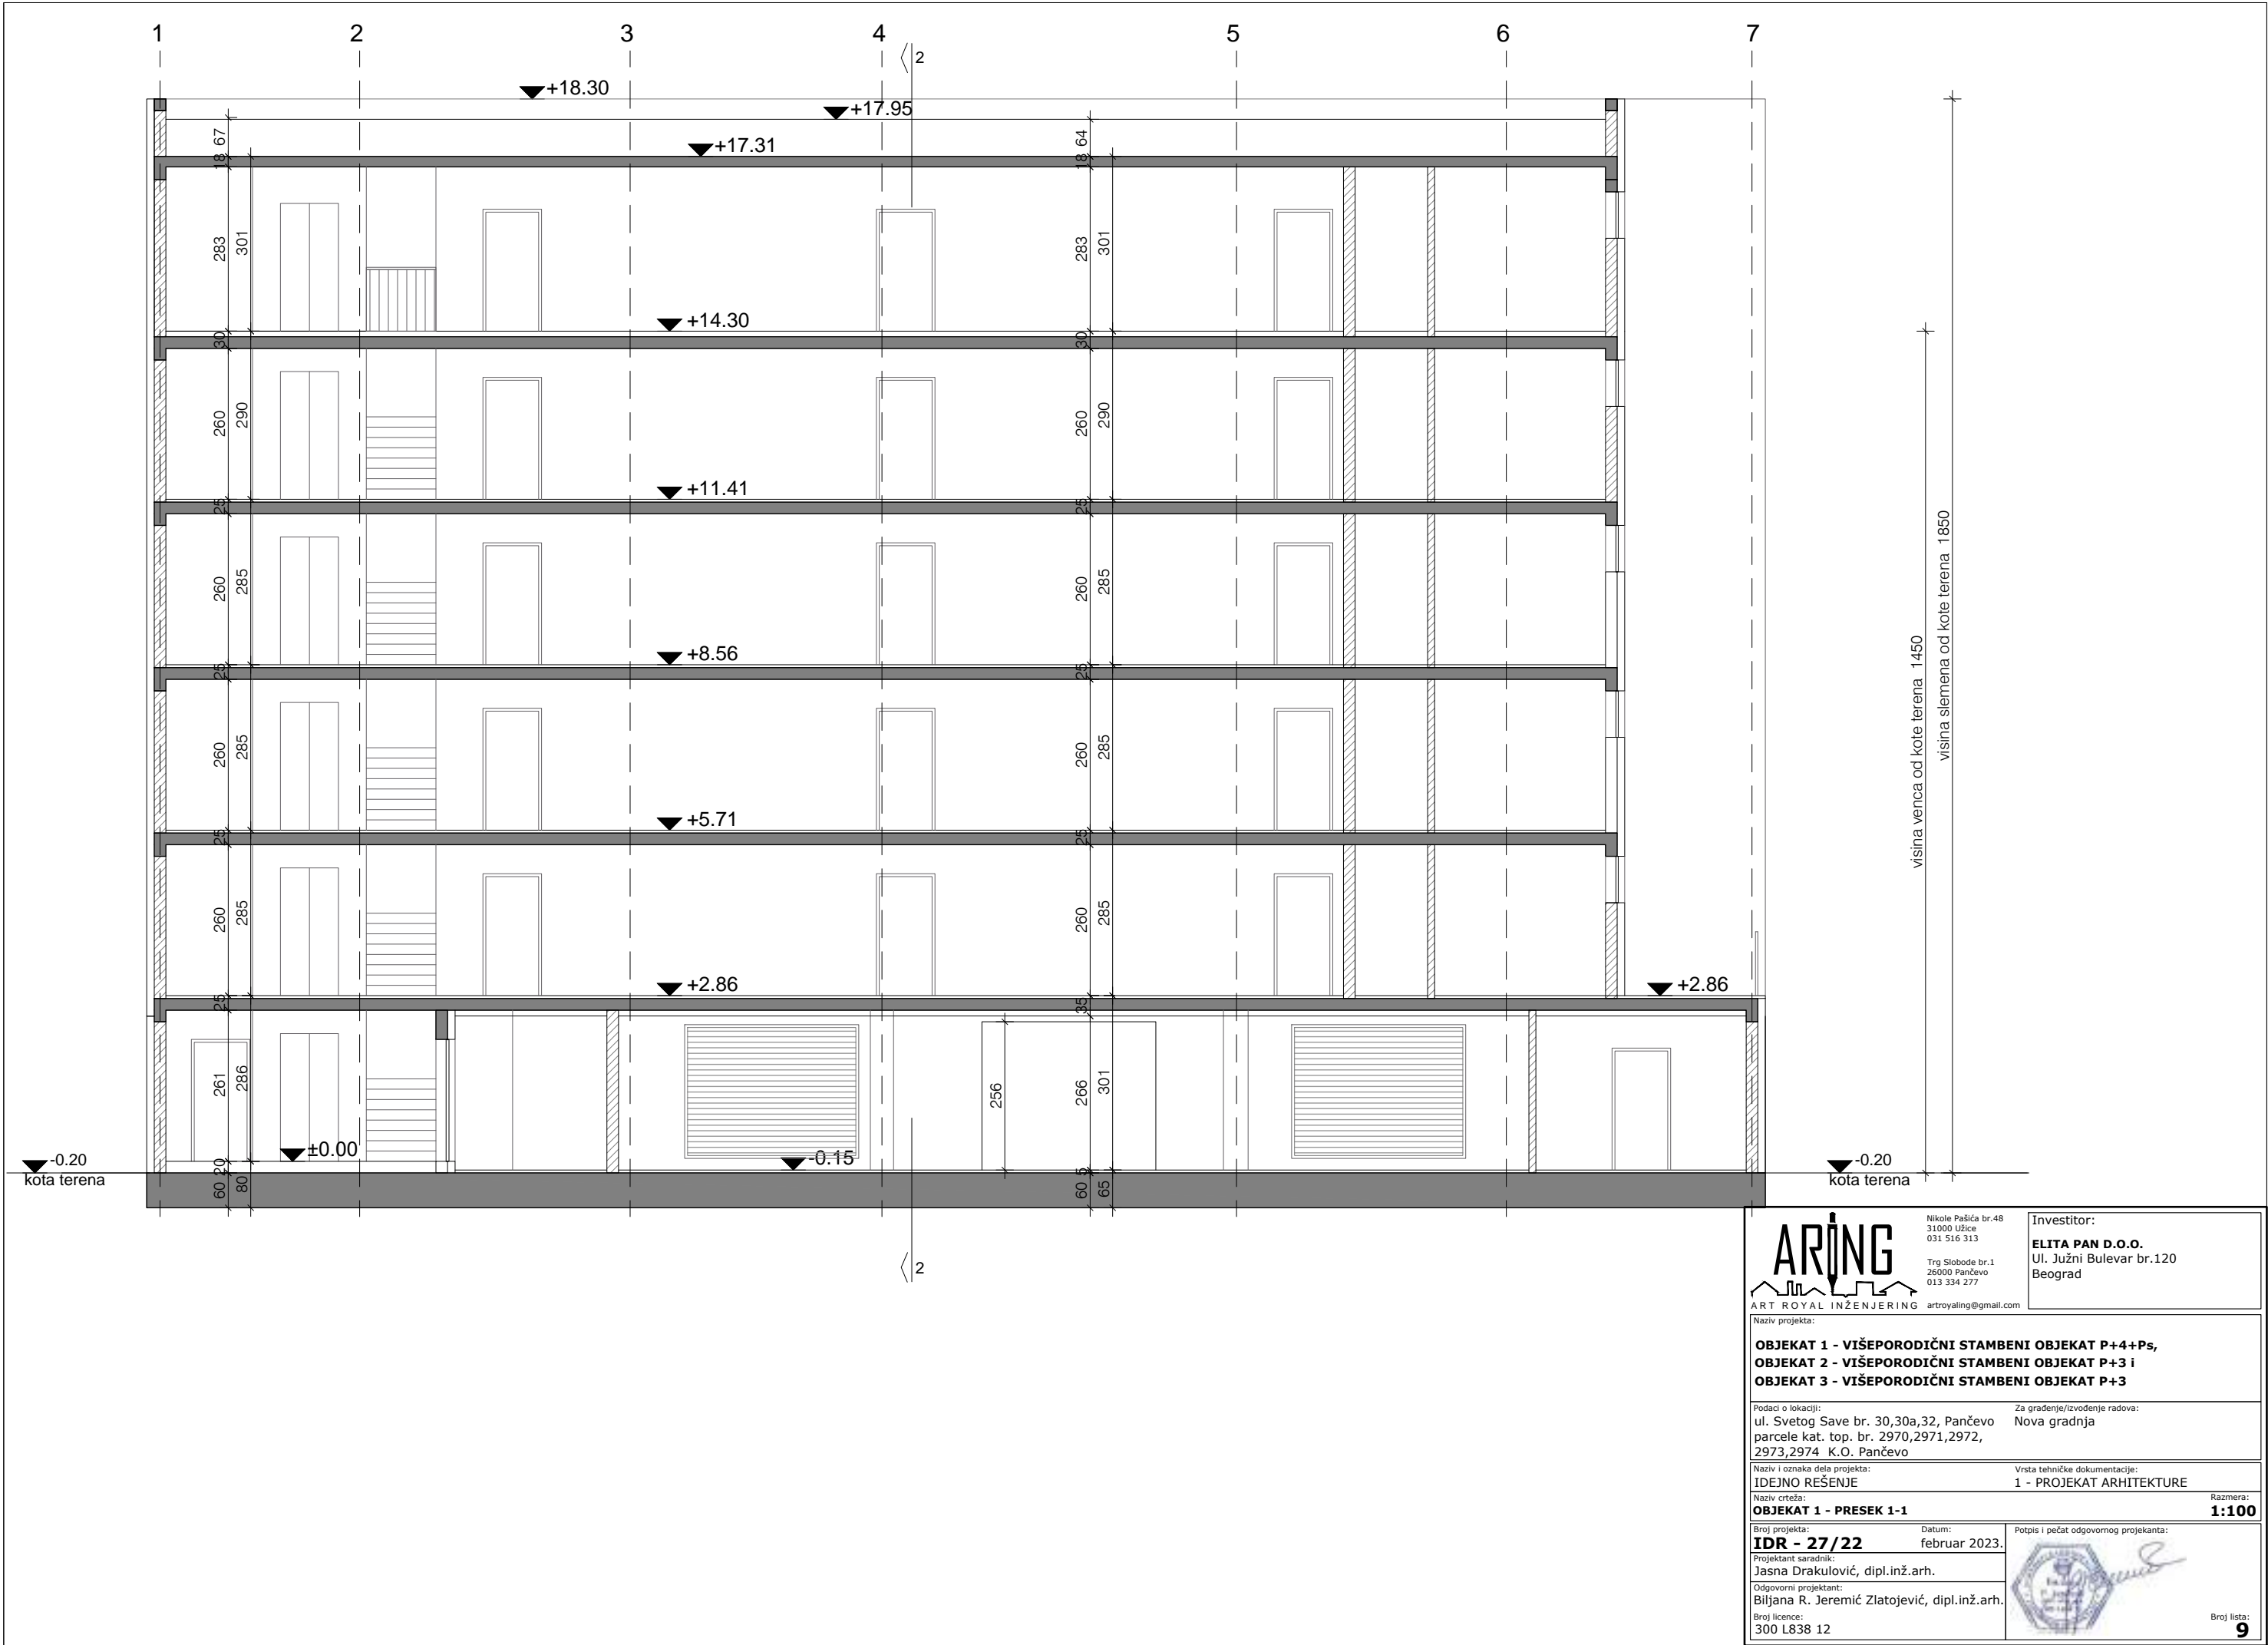 1 2 3 4 5 6 7
2
+18.30
+17.95
+17.31
67
18
64
18
283
301
283
301
+14.30
30
30
260
290
260
290
+11.41
25
25
260
285
260
285
+8.56
25
25
260
285
260
285
+5.71
25
25
260
285
260
285
+2.86
+2.86
25
35
261
286
256
266
301
±0.00
-0.15
-0.20
kota terena
-0.20
kota terena
20
60
80
5
60
65
2
visina venca od kote terena 1450
visina slemena od kote terena 1850
ARING
ART ROYAL INŽENJERING
Nikole Pašića br.48
31000 Užice
031 516 313
Trg Slobode br.1
26000 Pančevo
013 334 277
artroyaling@gmail.com
Investitor:
ELITA PAN D.O.O.
Ul. Južni Bulevar br.120
Beograd
Naziv projekta:
OBJEKAT 1 - VIŠEPORODIČNI STAMBENI OBJEKAT P+4+Ps,
OBJEKAT 2 - VIŠEPORODIČNI STAMBENI OBJEKAT P+3 i
OBJEKAT 3 - VIŠEPORODIČNI STAMBENI OBJEKAT P+3
Podaci o lokaciji:
ul. Svetog Save br. 30,30a,32, Pančevo
parcele kat. top. br. 2970,2971,2972,
2973,2974 K.O. Pančevo
Za građenje/izvođenje radova:
Nova gradnja
Naziv i oznaka dela projekta:
IDEJNO REŠENJE
Vrsta tehničke dokumentacije:
1 - PROJEKAT ARHITEKTURE
Naziv crteža:
OBJEKAT 1 - PRESEK 1-1
Razmera:
1:100
Broj projekta:
IDR - 27/22
Datum:
februar 2023.
Potpis i pečat odgovornog projekanta:
Projektant saradnik:
Jasna Drakulović, dipl.inž.arh.
Odgovorni projektant:
Biljana R. Jeremić Zlatojević, dipl.inž.arh.
Broj licence:
300 L838 12
Broj lista:
9